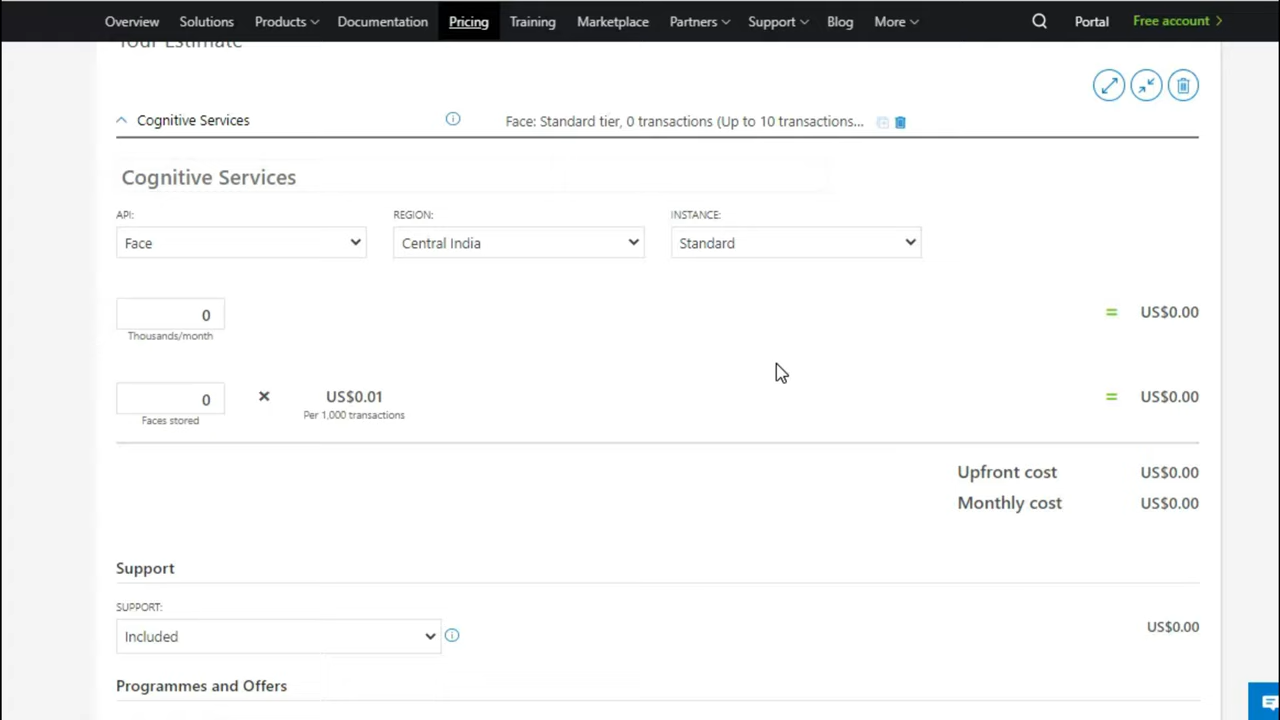 Overview Solutions Products Documentation Pricing Training Marketplace Partners Support Blog More Portal Free account
Your Estimate
Cognitive Services Face: Standard tier, 0 transactions (Up to 10 transactions...
Cognitive Services
API: REGION: INSTANCE:
Face Central India Standard
0 = US$0.00
Thousands/month
0 × US$0.01 = US$0.00
Faces stored Per 1,000 transactions
Upfront cost US$0.00
Monthly cost US$0.00
Support
SUPPORT:
Included US$0.00
Programmes and Offers